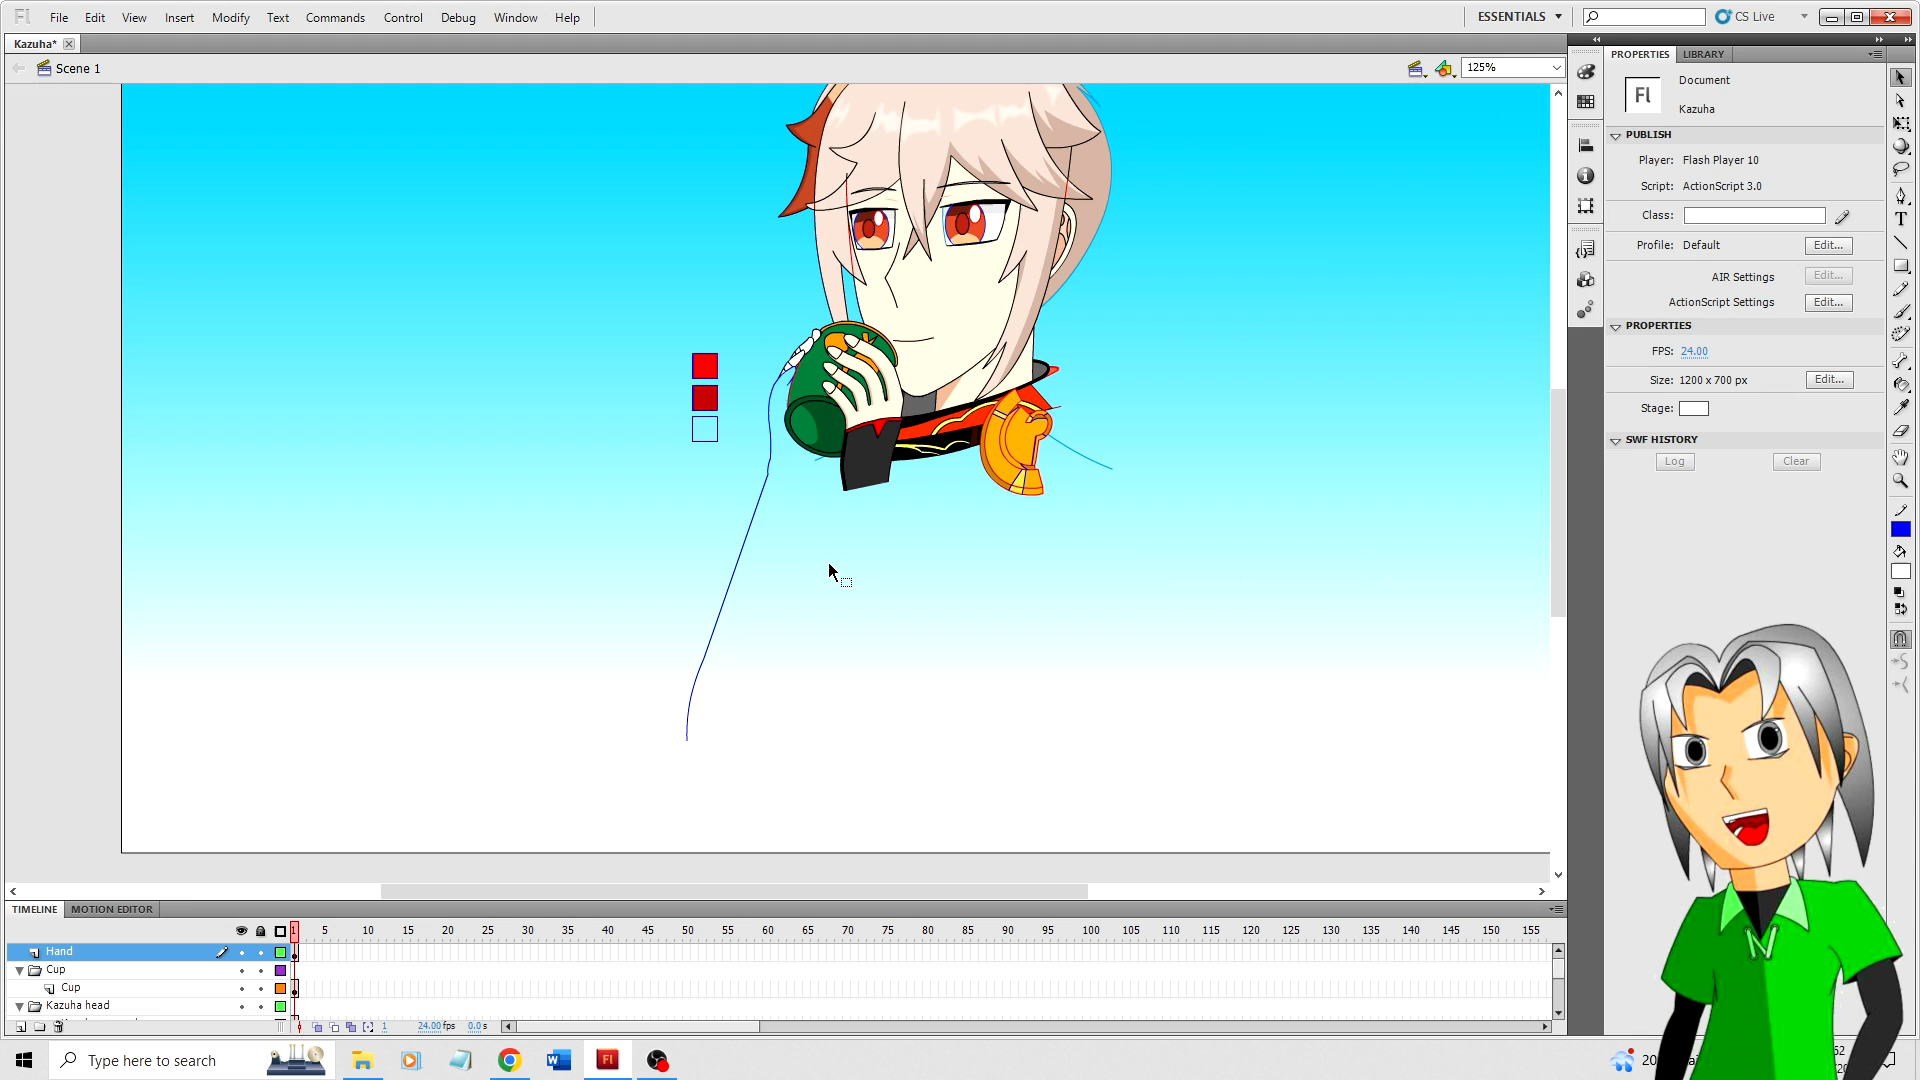 Fl File Edit View Insert Modify Text Commands Control Debug Window Help ESSENTIALS CS Live
Kazuha*
Scene 1
125%
PROPERTIES LIBRARY
Fl
Document
Kazuha
PUBLISH
Player: Flash Player 10
Script: ActionScript 3.0
Class:
Profile: Default Edit...
AIR Settings Edit...
ActionScript Settings Edit...
PROPERTIES
FPS: 24.00
Size: 1200 x 700 px Edit...
Stage:
SWF HISTORY
Log Clear
TIMELINE MOTION EDITOR
1 5 10 15 20 25 30 35 40 45 50 55 60 65 70 75 80 85 90 95 100 105 110 115 120 125 130 135 140 145 150 155
Hand
Cup
Cup
Kazuha head
1 24.00 fps 0.0 s
Type here to search
Fl